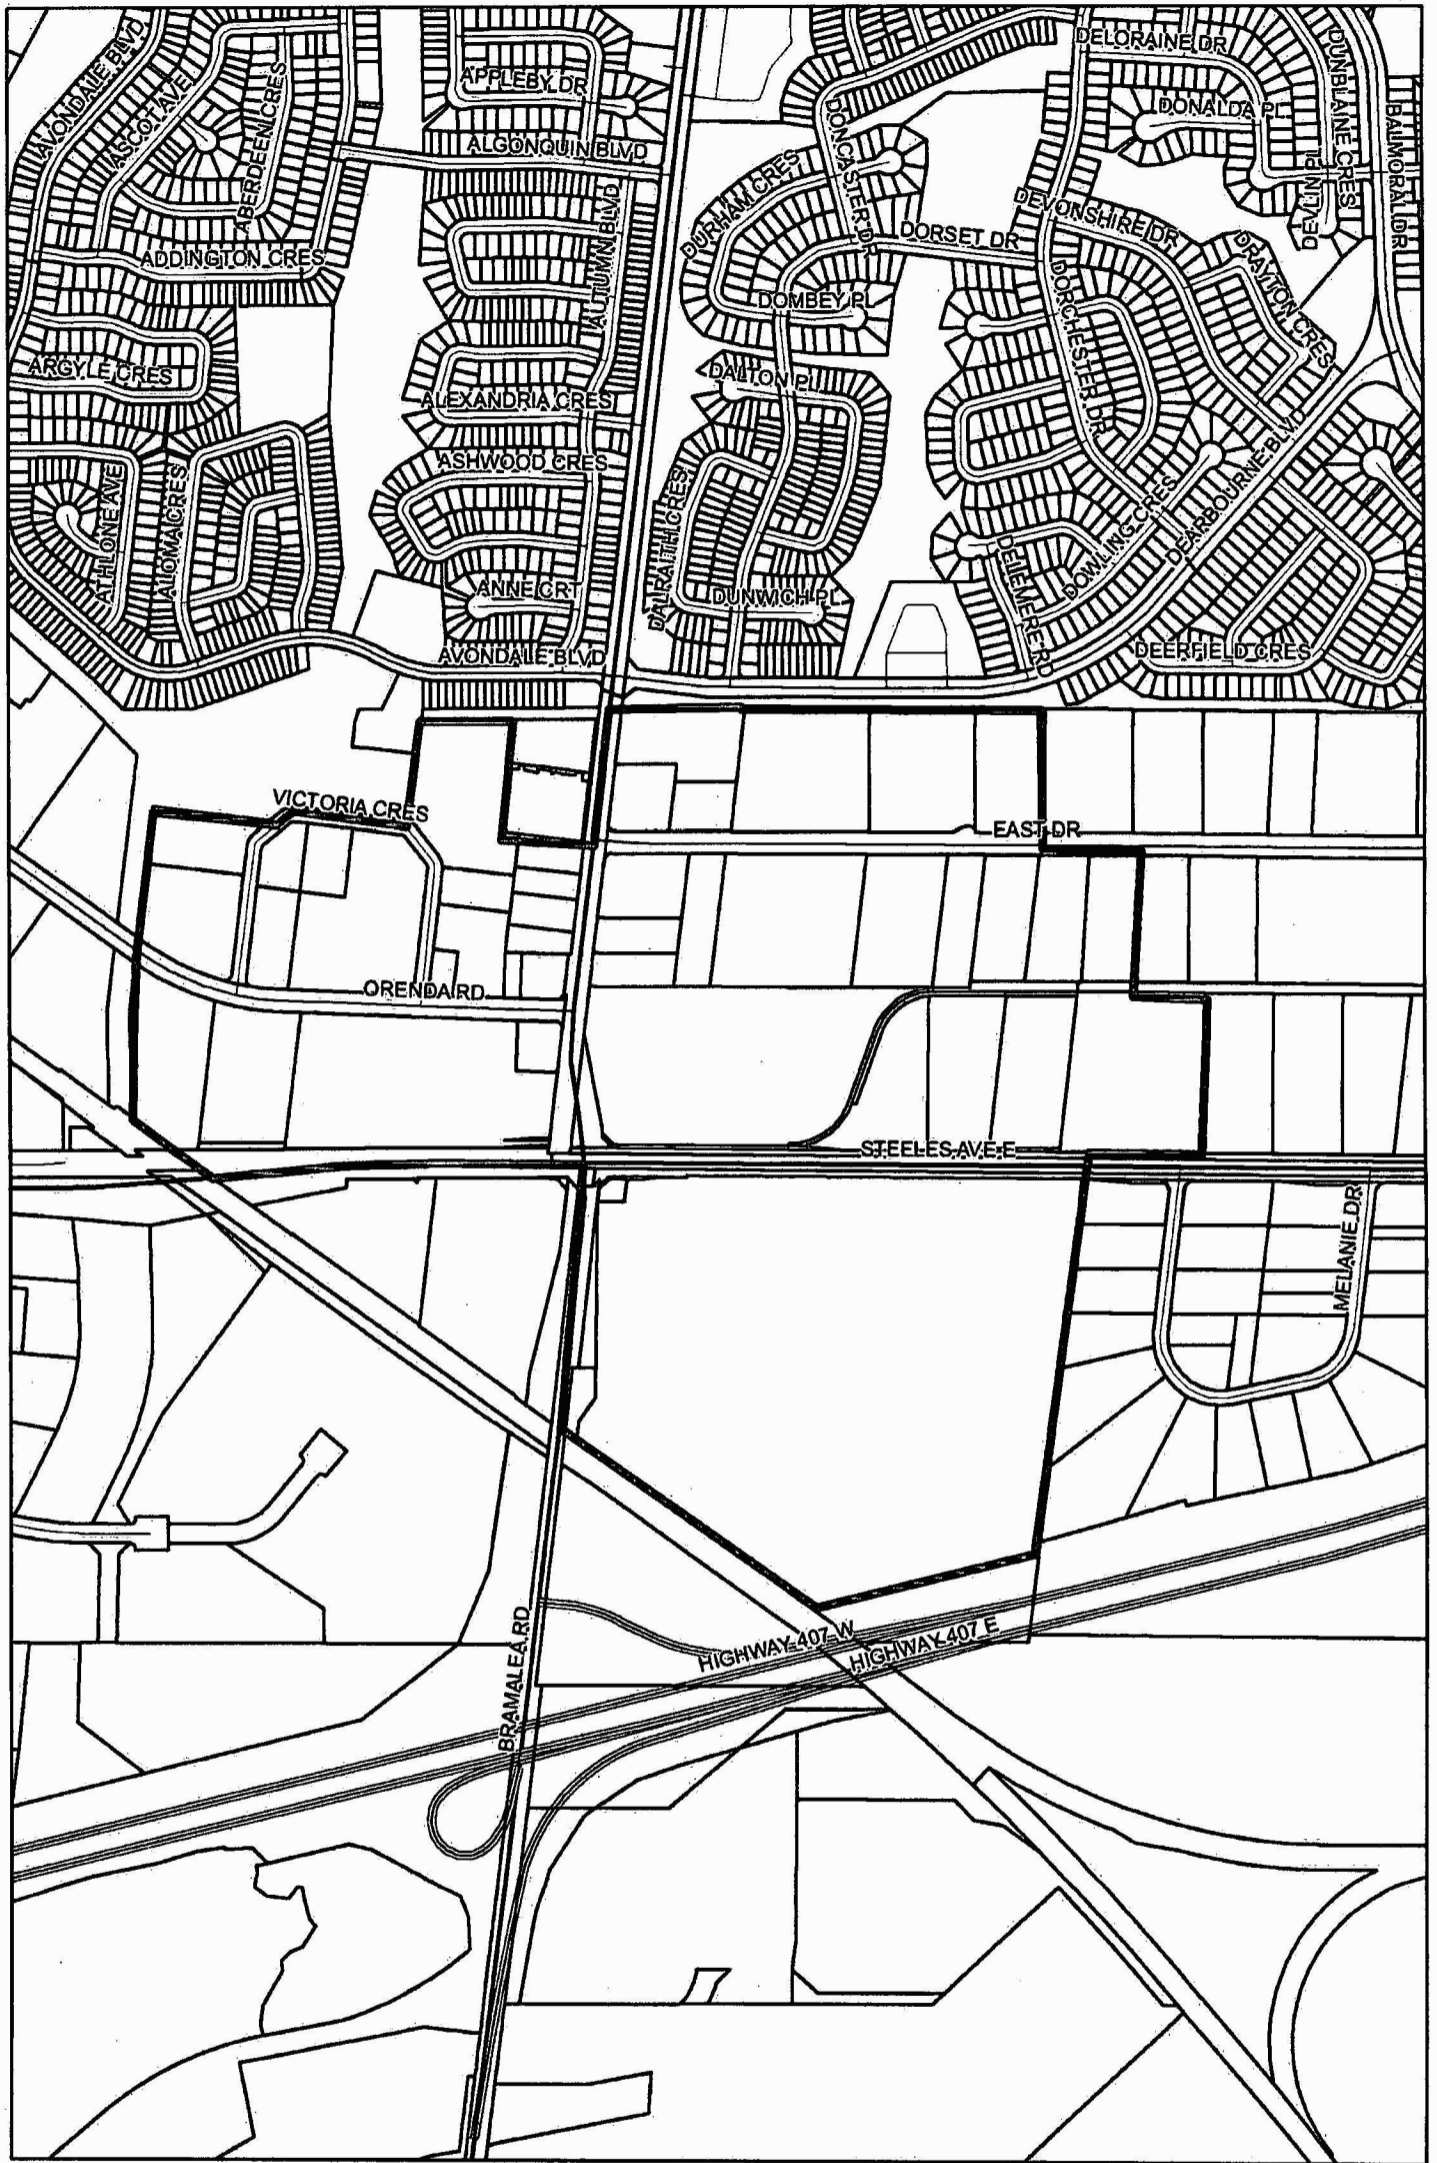 AVONDALE BLVD
ASCOT AVE
ABERDEEN CRES
APPLEBY DR
ALGONQUIN BLVD
AUTUMN BLVD
ADDINGTON CRES
ARGYLE CRES
ALEXANDRIA CRES
ASHWOOD CRES
ATHLONE AVE
ALOMA CRES
ANNE CRT
AVONDALE BLVD
DELORAINE DR
DONALDA PL
DUNBLAINE CRES
BALMORAL DR
DEVLIN PL
DONCASTER DR
DURHAM CRES
DORSET DR
DEVONSHIRE DR
DRAYTON CRES
DOMBEY PL
DORCHESTER DR
DALTON PL
DALRAITH CRES
DUNWICH PL
DELEMERE RD
DOWLING CRES
DEARBOURNE BLVD
DEERFIELD CRES
VICTORIA CRES
EAST DR
ORENDA RD
STEELES AVE E
MELANIE DR
BRAMALEA RD
HIGHWAY 407 W
HIGHWAY 407 E